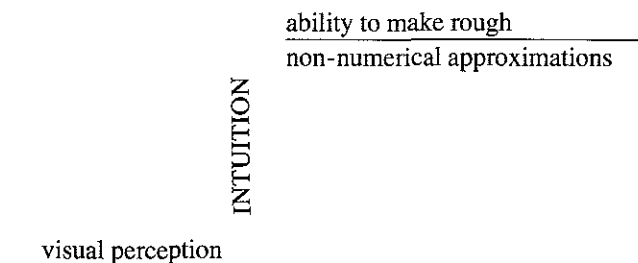 ability to make rough
non-numerical approximations
INTUITION
visual perception